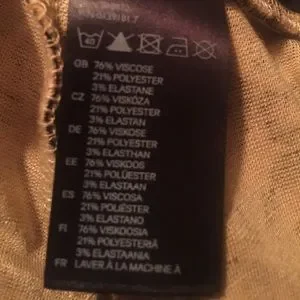 40
GB 76% VISCOSE
21% POLYESTER
3% ELASTANE
CZ 76% VISKÓZA
21% POLYESTER
3% ELASTAN
DE 76% VISKOSE
21% POLYESTER
3% ELASTHAN
EE 76% VISKOOS
21% POLÜESTER
3% ELASTAAN
ES 76% VISCOSA
21% POLIÉSTER
3% ELASTANO
FI 76% VISKOOSIA
21% POLYESTERIÄ
3% ELASTAANIA
FR LAVER À LA MACHINE À